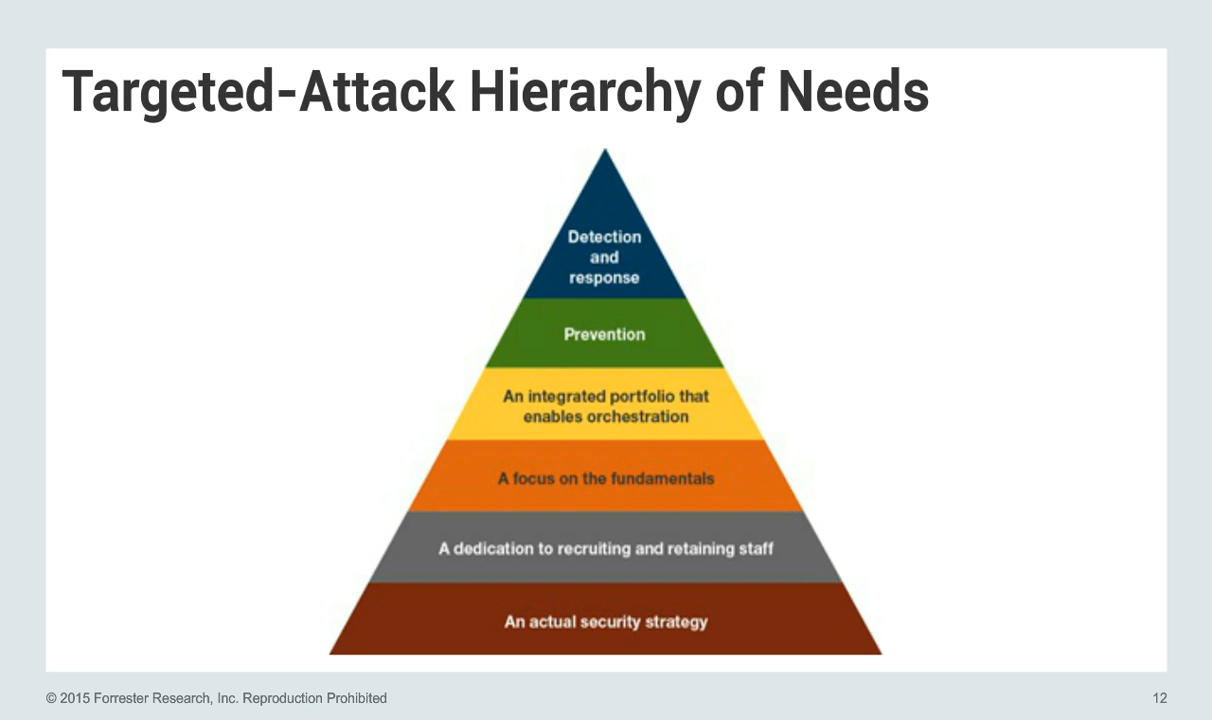 Targeted-Attack Hierarchy of Needs
Detection
and
response
Prevention
An integrated portfolio that
enables orchestration
A focus on the fundamentals
A dedication to recruiting and retaining staff
An actual security strategy
© 2015 Forrester Research, Inc. Reproduction Prohibited
12